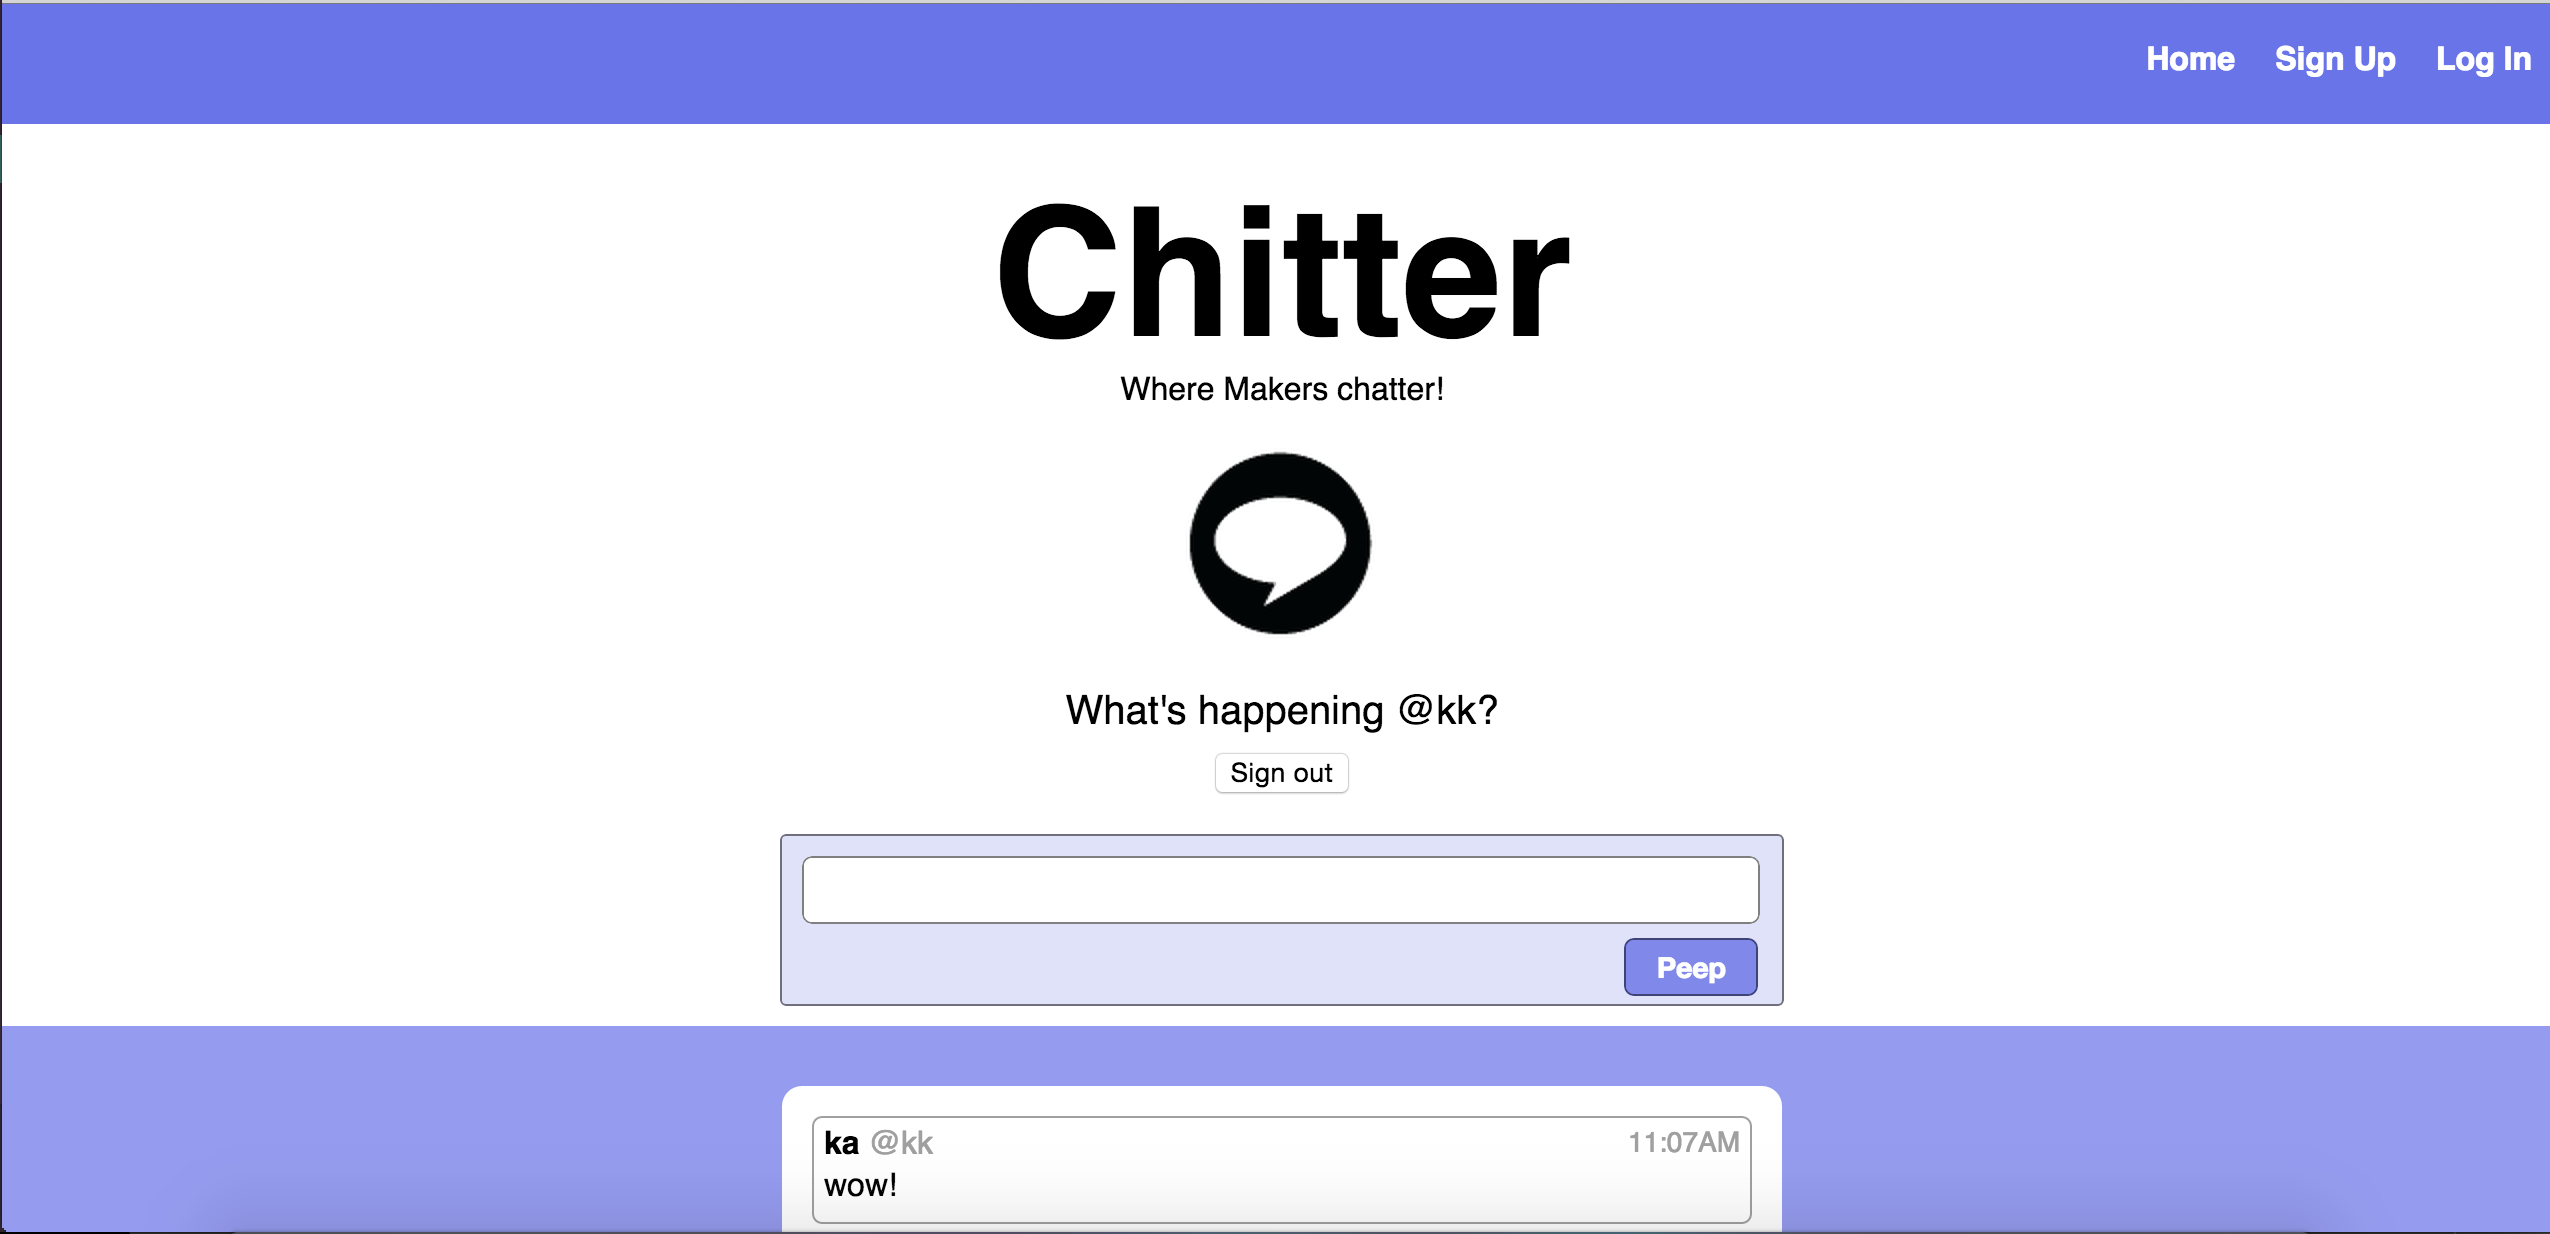 Home Sign Up Log In
Chitter
Where Makers chatter!
What's happening @kk?
Sign out
Peep
ka @kk 11:07AM
wow!